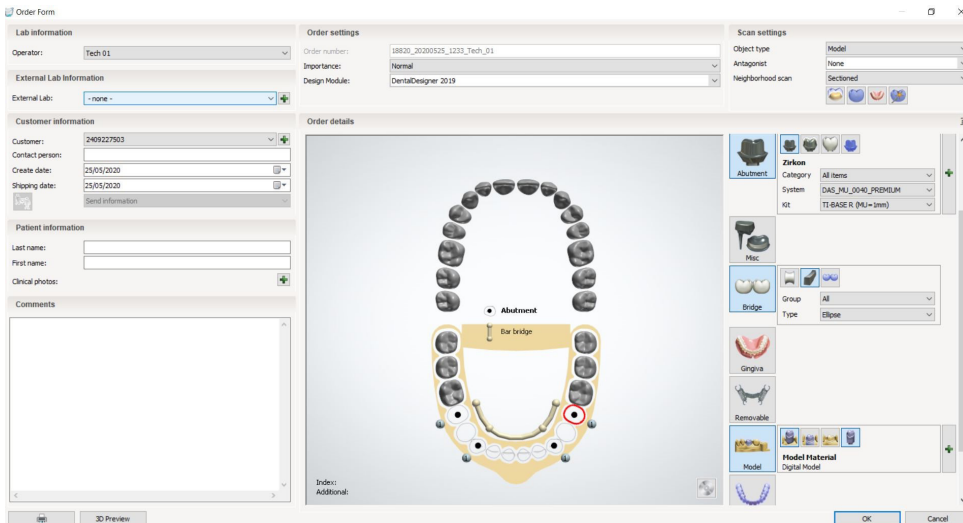 Order Form
Lab information
Operator:
Tech 01
External Lab Information
External Lab:
- none -
Customer information
Customer:
2409227503
Contact person:
Create date:
25/05/2020
Shipping date:
25/05/2020
Send information
Patient information
Last name:
First name:
Clinical photos:
Comments
3D Preview
Order settings
Order number:
18820_20200525_1233_Tech_01
Importance:
Normal
Design Module:
DentalDesigner 2019
Order details
Abutment
Bar bridge
Index:
Additional:
Scan settings
Object type
Model
Antagonist
None
Neighborhood scan
Sectioned
Abutment
Zirkon
Category
All items
System
DAS_MU_0040_PREMIUM
Kit
TI-BASE R (MU=1mm)
Misc
Bridge
Group
All
Type
Ellipse
Gingiva
Removable
Model
Model Material
Digital Model
OK
Cancel